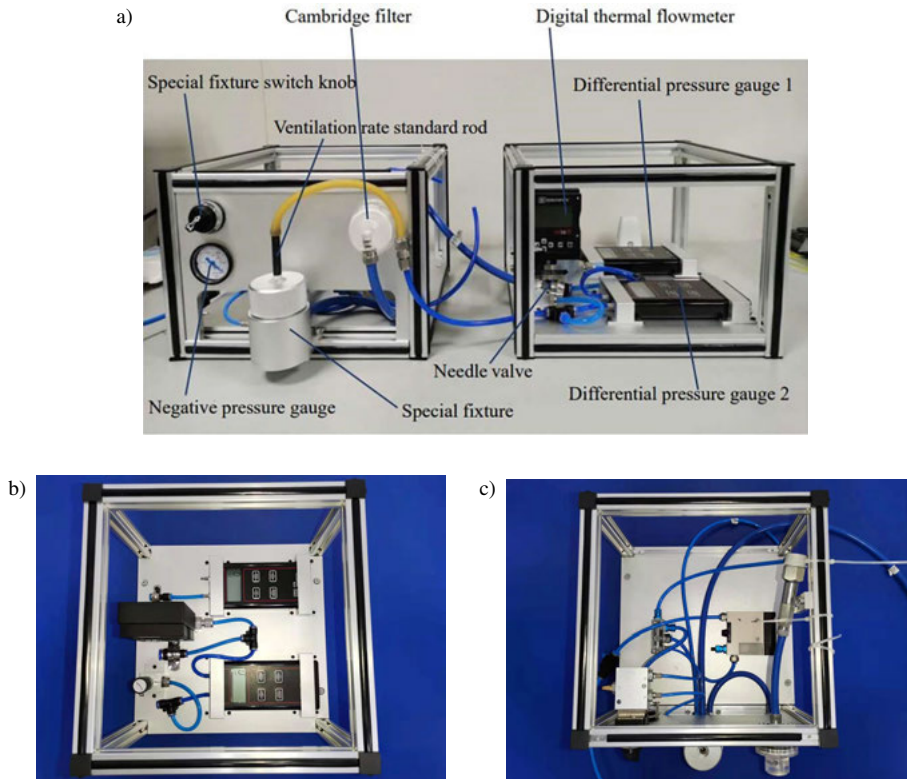 a)
Cambridge filter
Digital thermal flowmeter
Special fixture switch knob
Differential pressure gauge 1
Ventilation rate standard rod
Needle valve
Negative pressure gauge
Special fixture
Differential pressure gauge 2
b)
c)